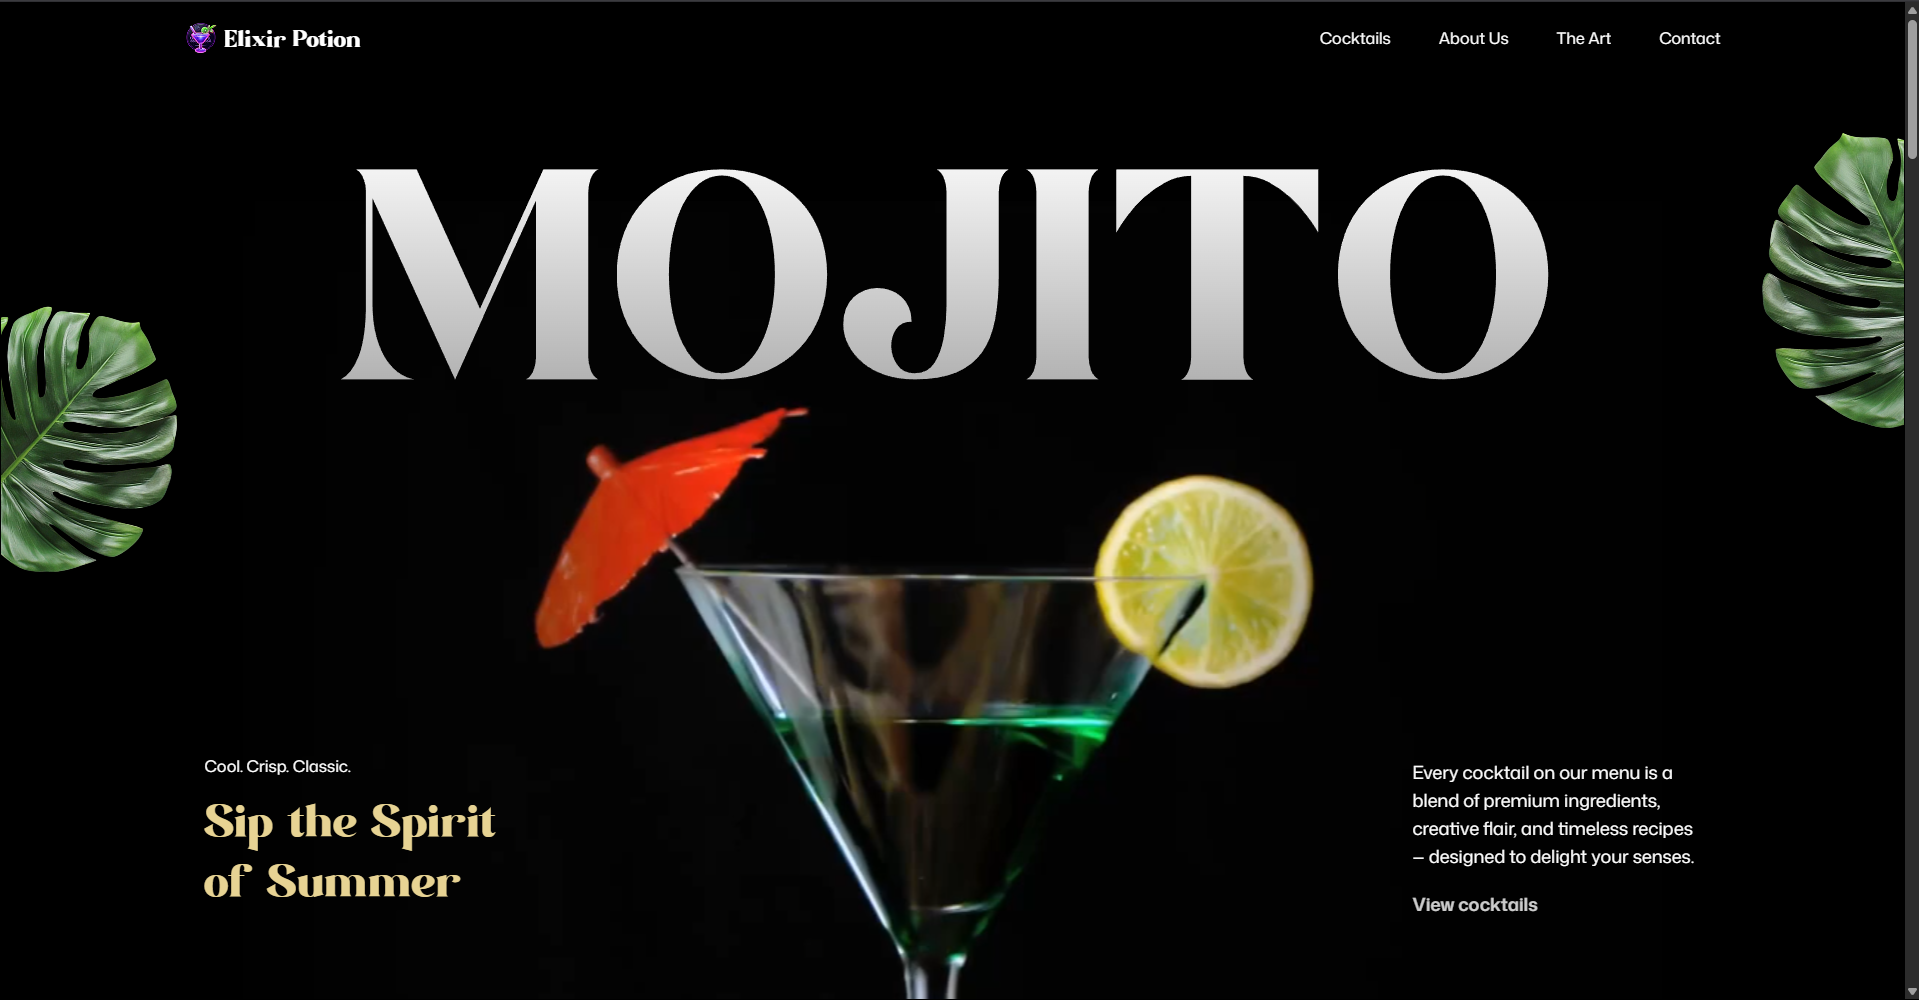 Elixir Potion
Cocktails
About Us
The Art
Contact
MOJITO
Cool. Crisp. Classic.
Sip the Spirit
of Summer
Every cocktail on our menu is a
blend of premium ingredients,
creative flair, and timeless recipes
– designed to delight your senses.
View cocktails